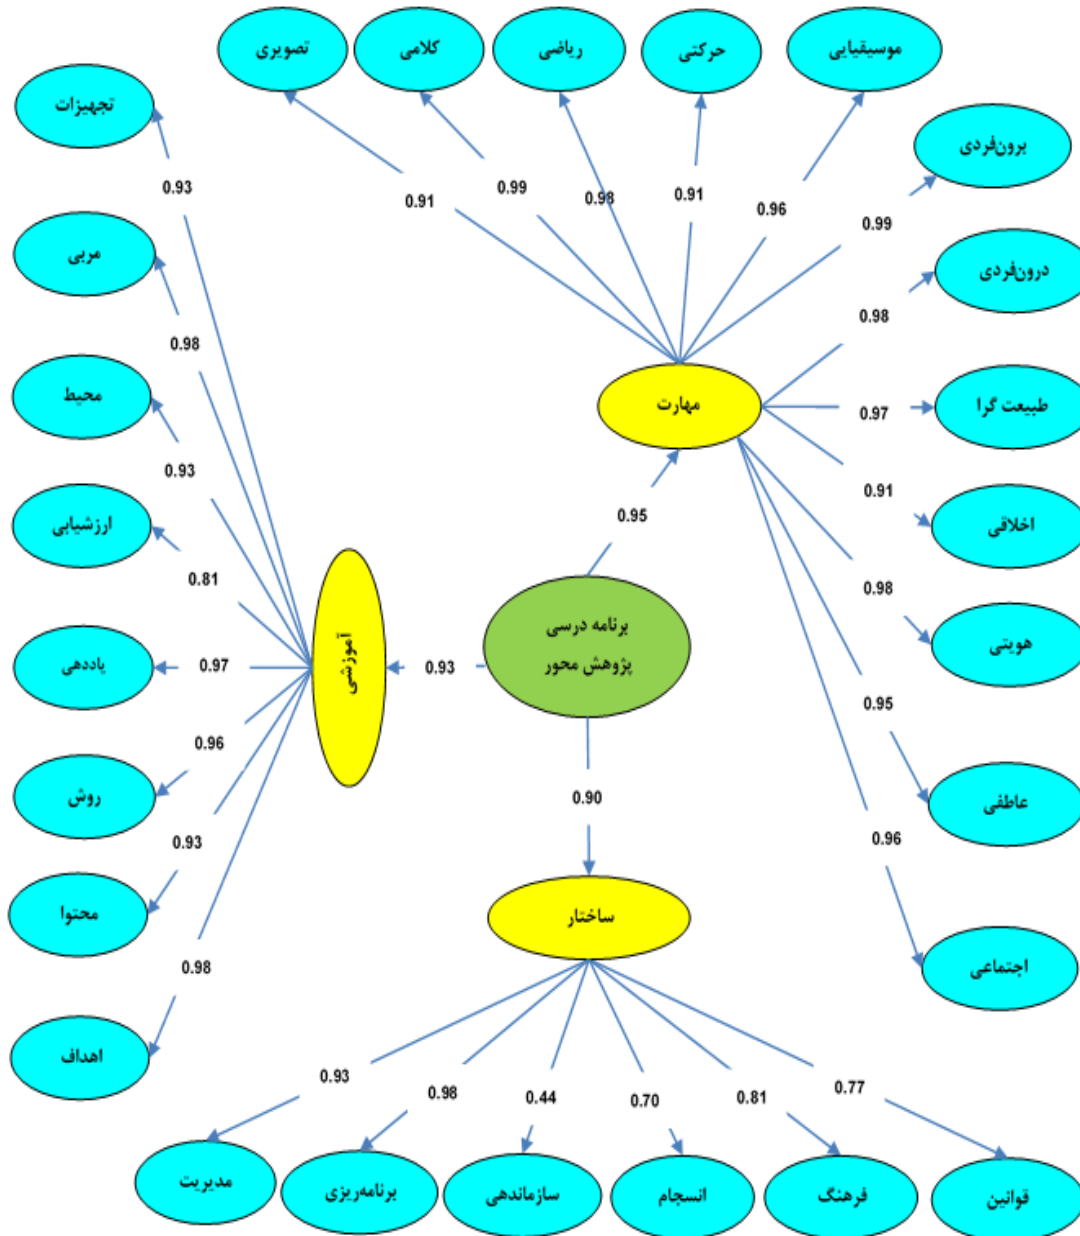 تصویری
کلامی
ریاضی
حرکتی
موسیقیایی
تجهیزات
برون‌فردی
0.93
0.91
0.99
0.98
0.91
0.96
0.99
مربی
درون‌فردی
0.98
0.98
محیط
مهارت
طبیعت گرا
0.97
0.93
0.91
ارزشیابی
0.95
اخلاقی
0.81
0.98
آموزشی
برنامه درسی
پژوهش محور
هویتی
یاددهی
0.97
0.93
0.95
0.96
روش
0.90
عاطفی
0.93
0.96
محتوا
ساختار
0.98
اجتماعی
اهداف
0.93
0.98
0.44
0.70
0.81
0.77
مدیریت
برنامه‌ریزی
سازماندهی
انسجام
فرهنگ
قوانین